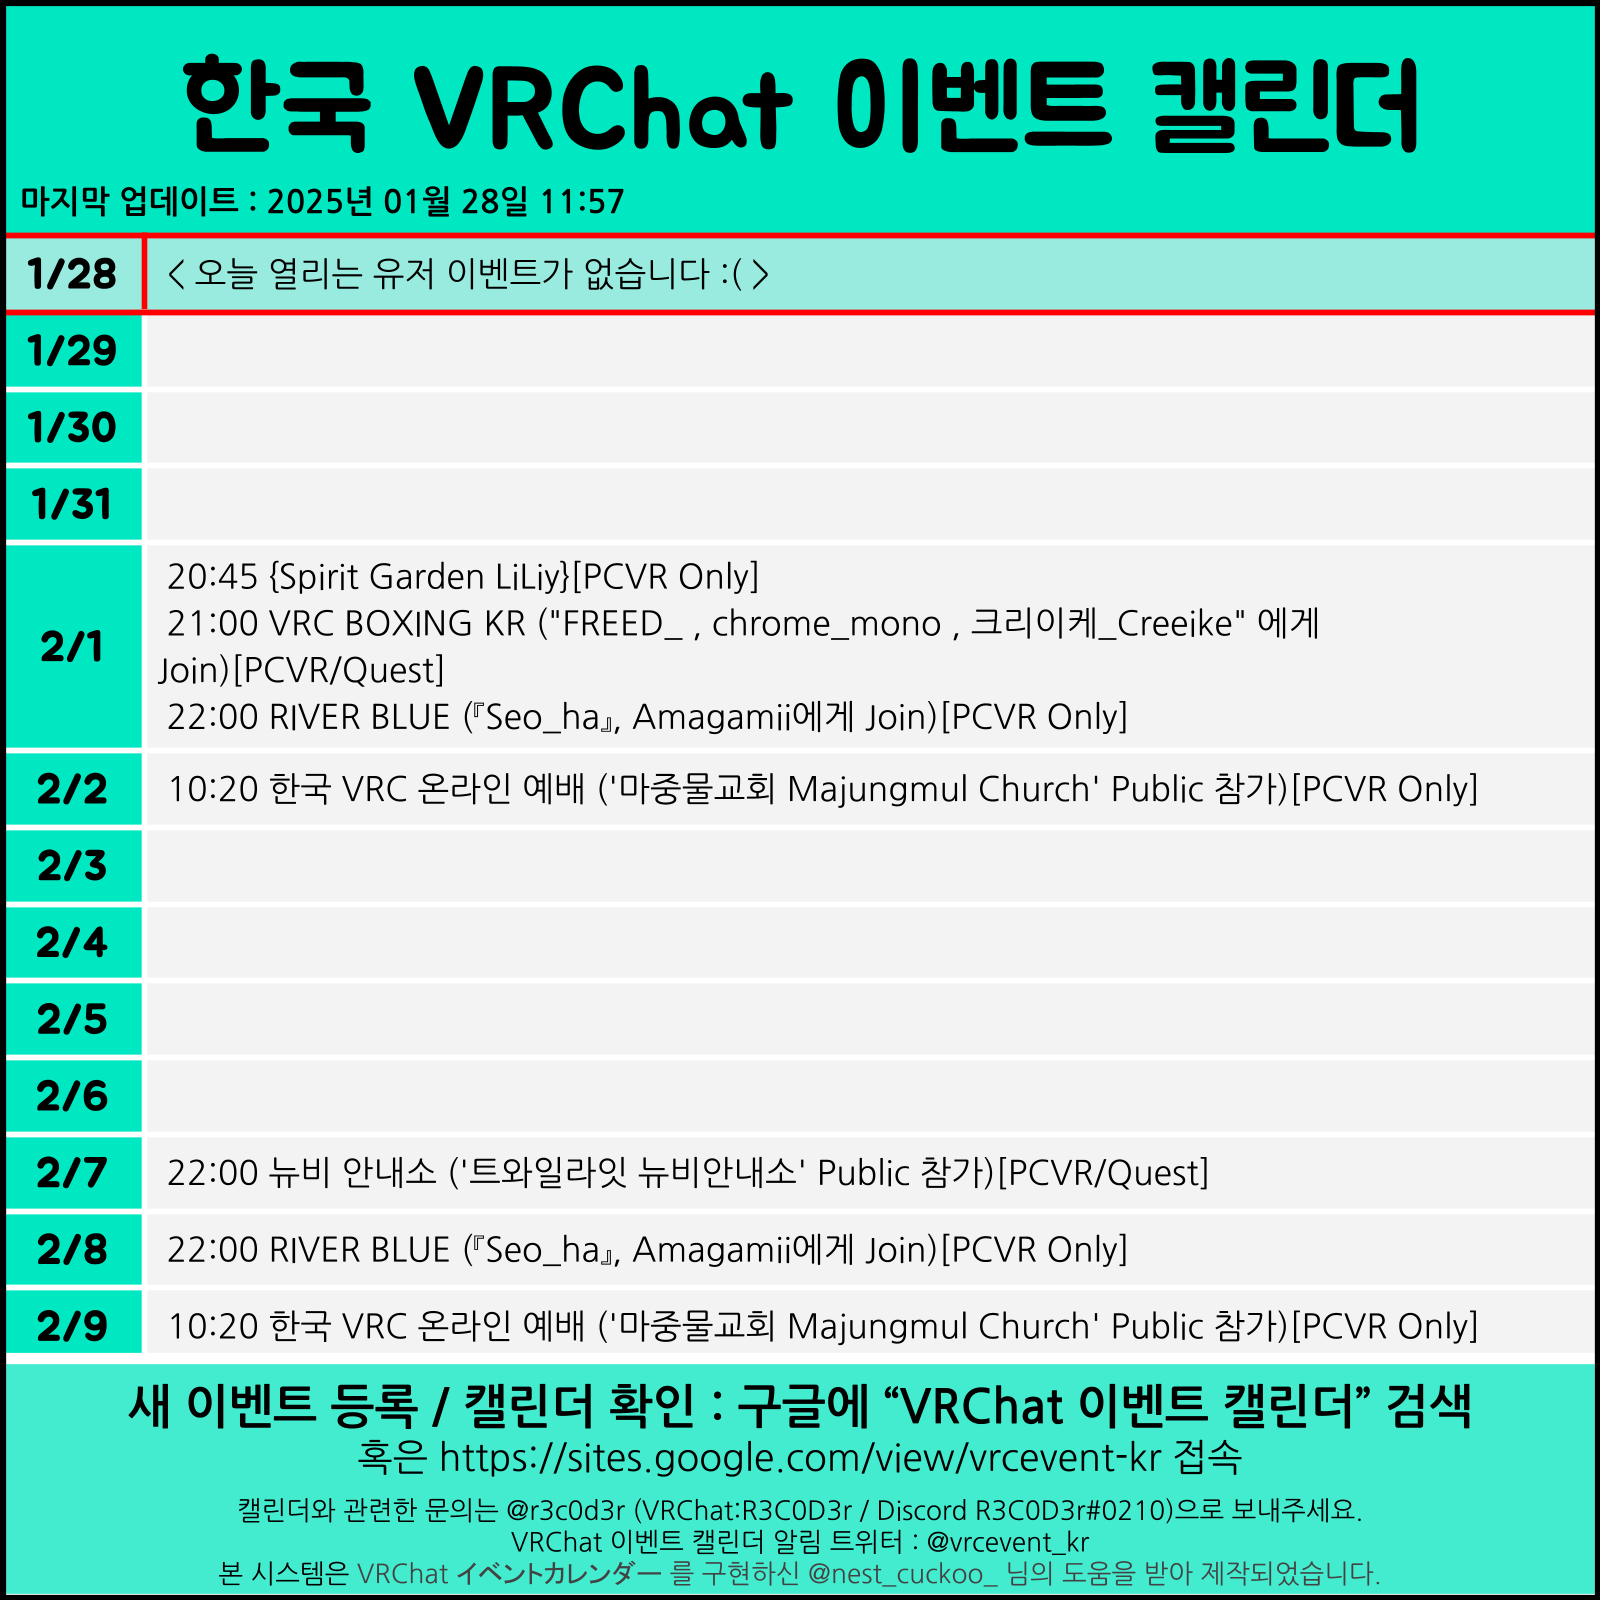 한국 VRChat 이벤트 캘린더
마지막 업데이트 : 2025년 01월 28일 11:57
1/28 < 오늘 열리는 유저 이벤트가 없습니다 :( >
1/29
1/30
1/31
2/1
20:45 {Spirit Garden LiLiy}[PCVR Only]
21:00 VRC BOXING KR ("FREED_ , chrome_mono , 크리이케_Creeike" 에게
Join)[PCVR/Quest]
22:00 RIVER BLUE (『Seo_ha』, Amagamii에게 Join)[PCVR Only]
2/2 10:20 한국 VRC 온라인 예배 ('마중물교회 Majungmul Church' Public 참가)[PCVR Only]
2/3
2/4
2/5
2/6
2/7 22:00 뉴비 안내소 ('트와일라잇 뉴비안내소' Public 참가)[PCVR/Quest]
2/8 22:00 RIVER BLUE (『Seo_ha』, Amagamii에게 Join)[PCVR Only]
2/9 10:20 한국 VRC 온라인 예배 ('마중물교회 Majungmul Church' Public 참가)[PCVR Only]
새 이벤트 등록 / 캘린더 확인 : 구글에 “VRChat 이벤트 캘린더” 검색
혹은 https://sites.google.com/view/vrcevent-kr 접속
캘린더와 관련한 문의는 @r3c0d3r (VRChat:R3C0D3r / Discord R3C0D3r#0210)으로 보내주세요.
VRChat 이벤트 캘린더 알림 트위터 : @vrcevent_kr
본 시스템은 VRChat イベントカレンダー 를 구현하신 @nest_cuckoo_ 님의 도움을 받아 제작되었습니다.